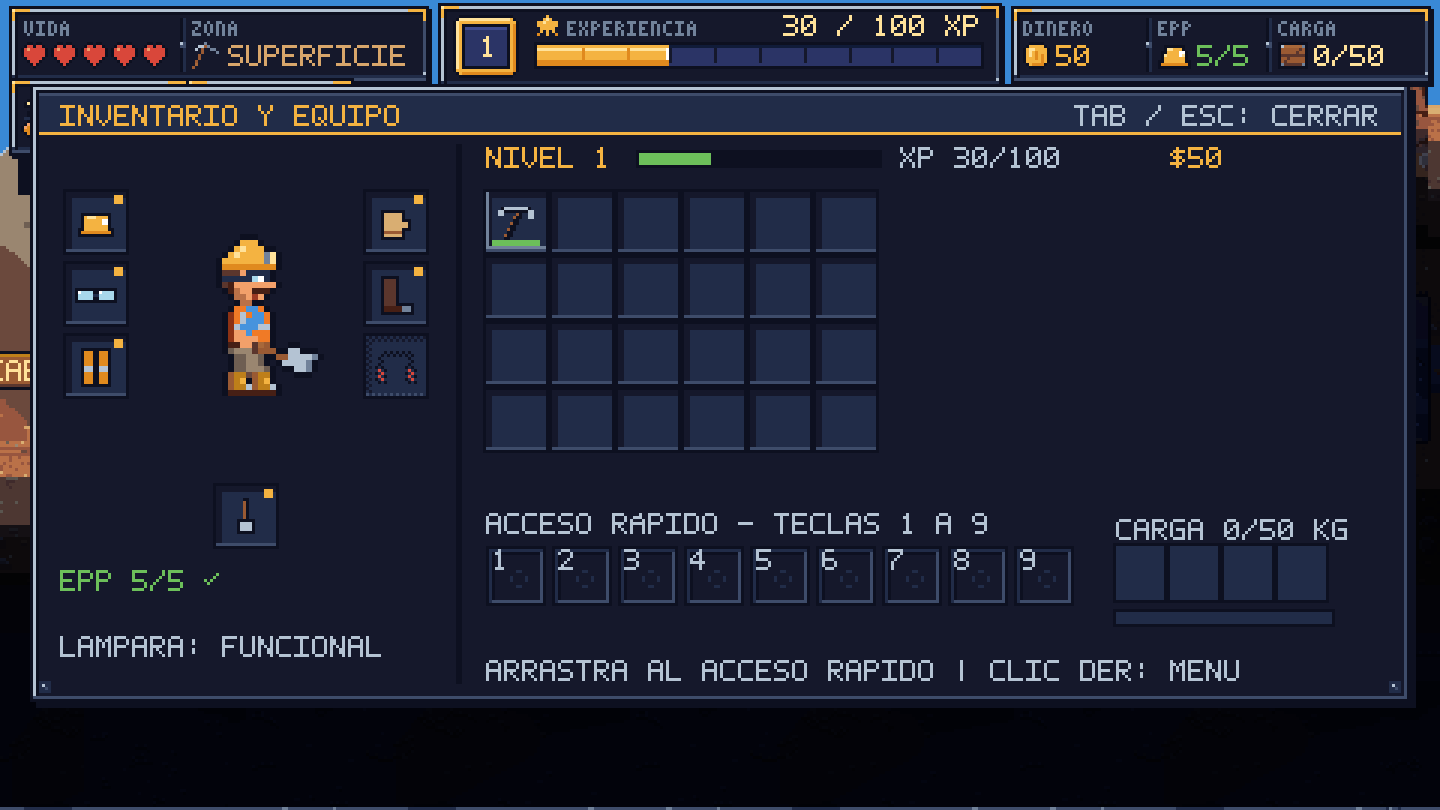 VIDA
ZONA
SUPERFICIE
1
EXPERIENCIA
30 / 100 XP
DINERO
50
EPP
5/5
CARGA
0/50
INVENTARIO Y EQUIPO
TAB / ESC: CERRAR
NIVEL 1
XP 30/100
$50
ACCESO RAPIDO - TECLAS 1 A 9
1 2 3 4 5 6 7 8 9
CARGA 0/50 KG
EPP 5/5 ✓
LAMPARA: FUNCIONAL
ARRASTRA AL ACCESO RAPIDO | CLIC DER: MENU